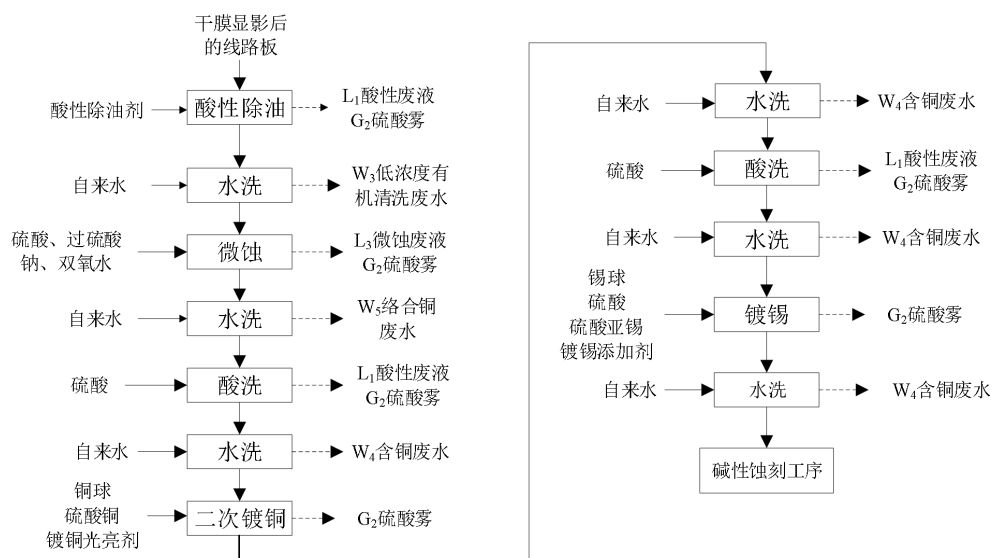 干膜显影后
的线路板
酸性除油剂
酸性除油
L₁酸性废液
G₂硫酸雾
自来水
水洗
W₃低浓度有
机清洗废水
硫酸、过硫酸
钠、双氧水
微蚀
L₃微蚀废液
G₂硫酸雾
自来水
水洗
W₅络合铜
废水
硫酸
酸洗
L₁酸性废液
G₂硫酸雾
自来水
水洗
W₄含铜废水
铜球
硫酸铜
镀铜光亮剂
二次镀铜
G₂硫酸雾
自来水
水洗
W₄含铜废水
硫酸
酸洗
L₁酸性废液
G₂硫酸雾
自来水
水洗
W₄含铜废水
锡球
硫酸
硫酸亚锡
镀锡添加剂
镀锡
G₂硫酸雾
自来水
水洗
W₄含铜废水
碱性蚀刻工序